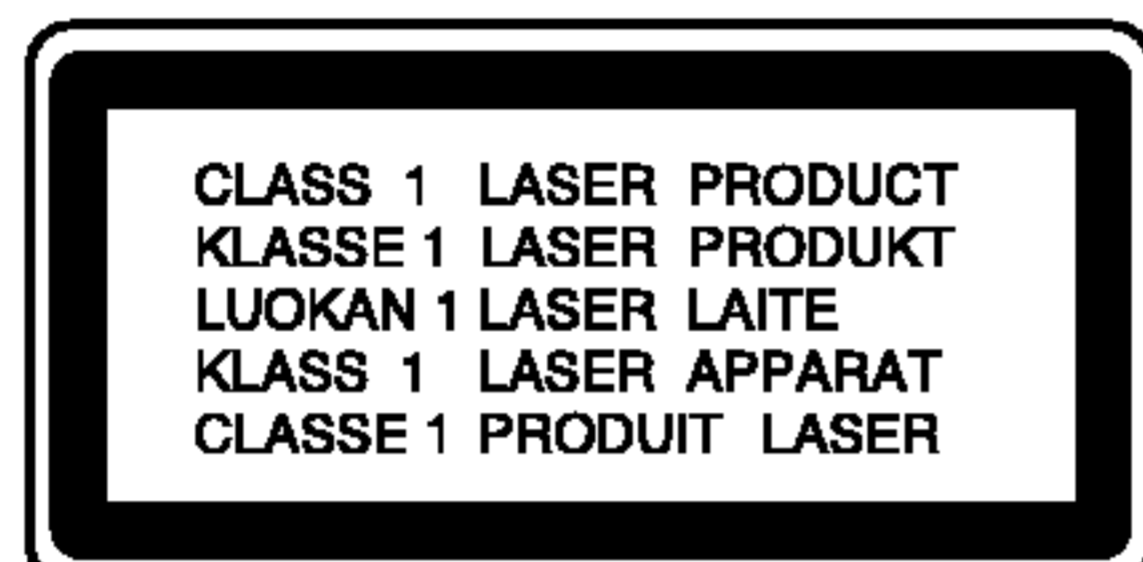 CLASS 1 LASER PRODUCT
KLASSE 1 LASER PRODUKT
LUOKAN 1 LASER LAITE
KLASS 1 LASER APPARAT
CLASSE 1 PRODUIT LASER